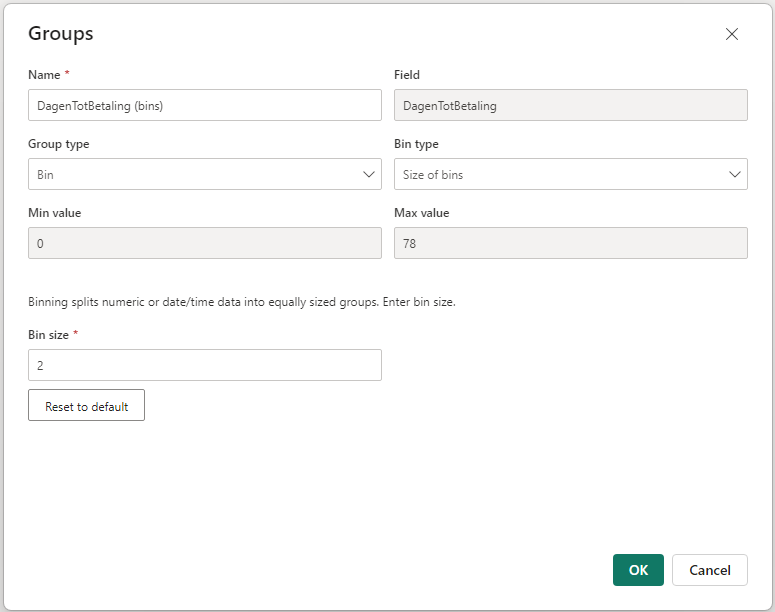 Groups
Name *
Field
DagenTotBetaling (bins)
DagenTotBetaling
Group type
Bin type
Bin
Size of bins
Min value
Max value
0
78
Binning splits numeric or date/time data into equally sized groups. Enter bin size.
Bin size *
2
Reset to default
OK
Cancel